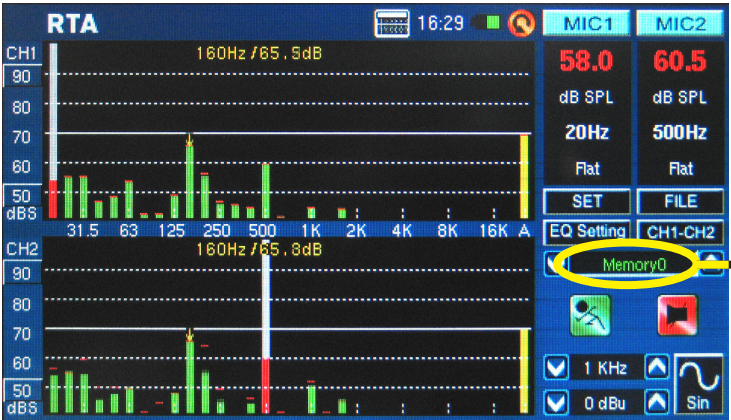 RTA
16:29
MIC1
MIC2
CH1
160Hz/65.5dB
90
80
70
60
50
dBS
58.0
60.5
dB SPL
dB SPL
20Hz
500Hz
Flat
Flat
SET
FILE
31.5 63 125 250 500 1K 2K 4K 8K 16K A
EQ Setting
CH1-CH2
CH2
160Hz/65.8dB
90
80
70
60
50
dBS
Memory0
1 KHz
0 dBu
Sin